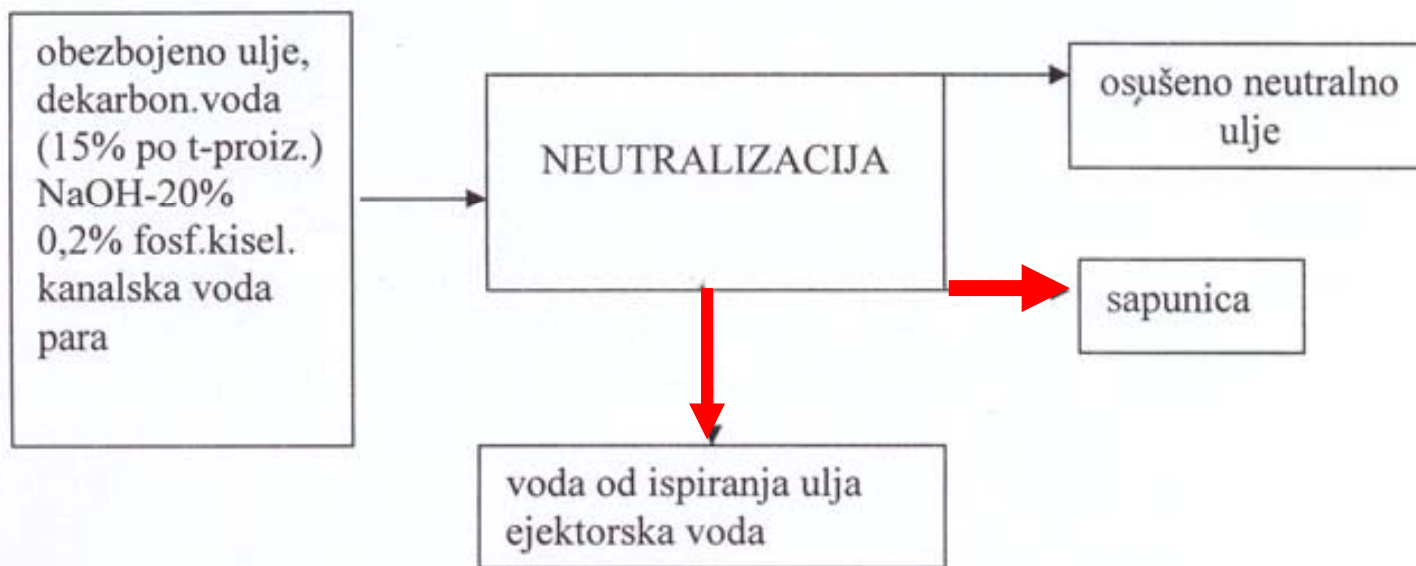 obezbojeno ulje,
dekarbon.voda
(15% po t-proiz.)
NaOH-20%
0,2% fosf.kisel.
kanalska voda
para
NEUTRALIZACIJA
osušeno neutralno
ulje
sapunica
voda od ispiranja ulja
ejektorska voda